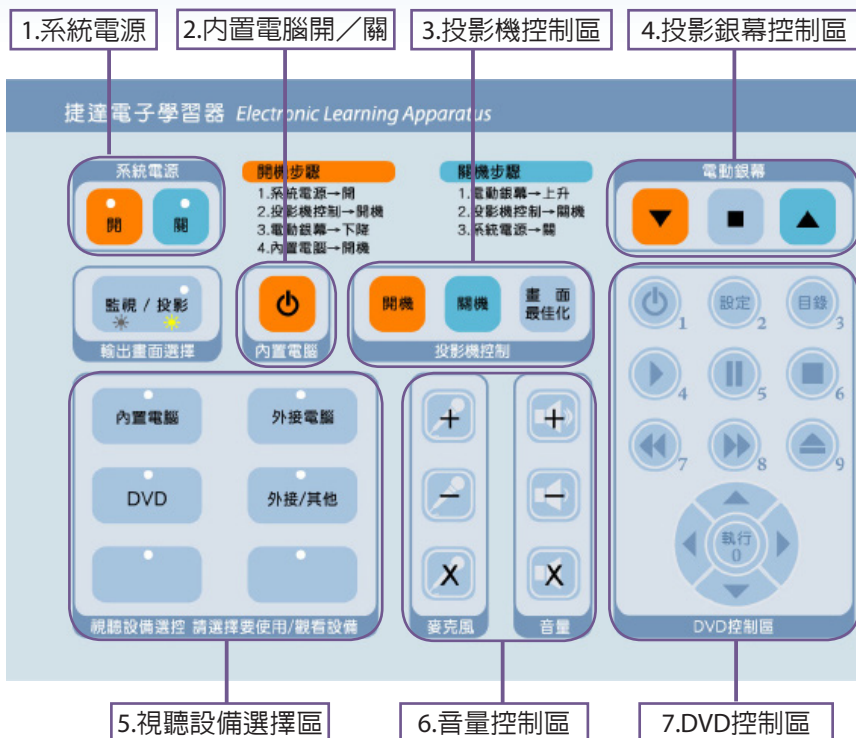 1.系統電源
2.內置電腦開／關
3.投影機控制區
4.投影銀幕控制區
捷達電子學習器 Electronic Learning Apparatus
系統電源
開
關
開機步驟
1.系統電源→開
2.投影機控制→開機
3.電動銀幕→下降
4.內置電腦→開機
關機步驟
1.電動銀幕→上升
2.投影機控制→關機
3.系統電源→關
電動銀幕
監視 / 投影
輸出畫面選擇
內置電腦
開機
關機
畫 面
最佳化
投影機控制
1
設定 2
目錄 3
4
5
6
7
8
9
執行
0
DVD控制區
內置電腦
外接電腦
DVD
外接/其他
視聽設備選控 請選擇要使用/觀看設備
+
−
X
麥克風
+
−
X
音量
5.視聽設備選擇區
6.音量控制區
7.DVD控制區